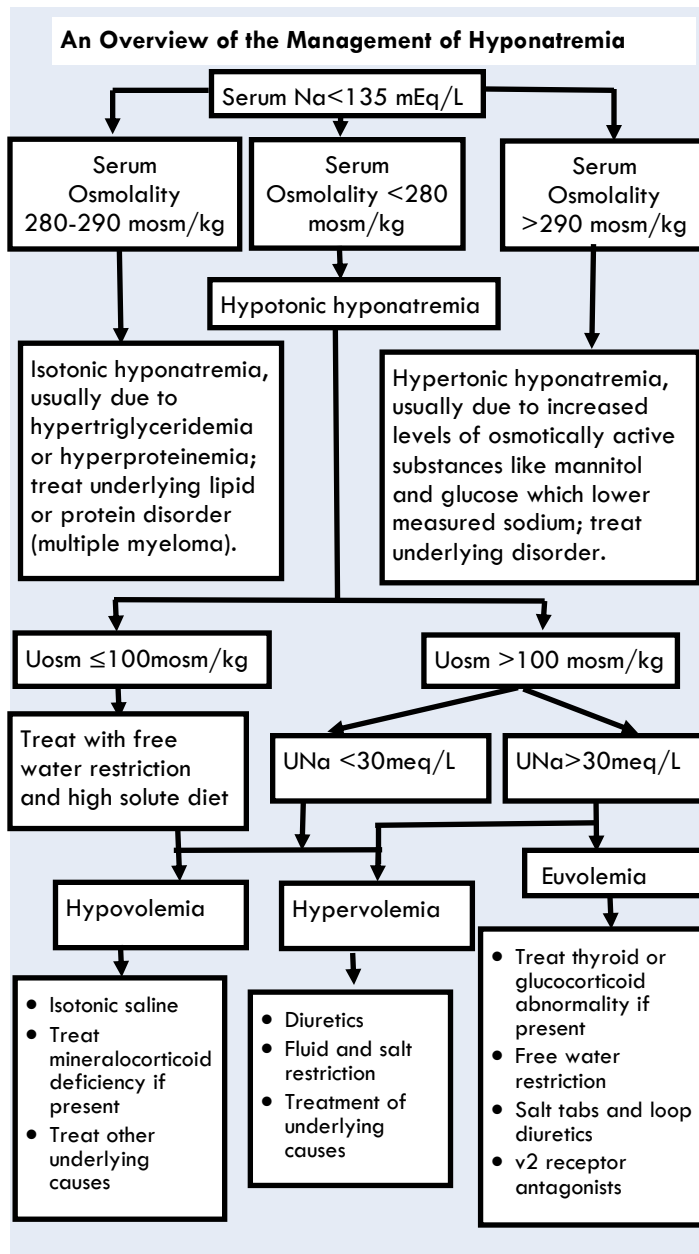 An Overview of the Management of Hyponatremia
Serum Na<135 mEq/L
Serum
Osmolality
280-290 mosm/kg
Serum
Osmolality <280
mosm/kg
Serum
Osmolality
>290 mosm/kg
Hypotonic hyponatremia
Isotonic hyponatremia,
usually due to
hypertriglyceridemia
or hyperproteinemia;
treat underlying lipid
or protein disorder
(multiple myeloma).
Hypertonic hyponatremia,
usually due to increased
levels of osmotically active
substances like mannitol
and glucose which lower
measured sodium; treat
underlying disorder.
Uosm ≤100mosm/kg
Uosm >100 mosm/kg
Treat with free
water restriction
and high solute diet
UNa <30meq/L
UNa>30meq/L
Hypovolemia
Hypervolemia
Euvolemia
• Isotonic saline
• Treat
mineralocorticoid
deficiency if
present
• Treat other
underlying
causes
• Diuretics
• Fluid and salt
restriction
• Treatment of
underlying
causes
• Treat thyroid or
glucocorticoid
abnormality if
present
• Free water
restriction
• Salt tabs and loop
diuretics
• v2 receptor
antagonists